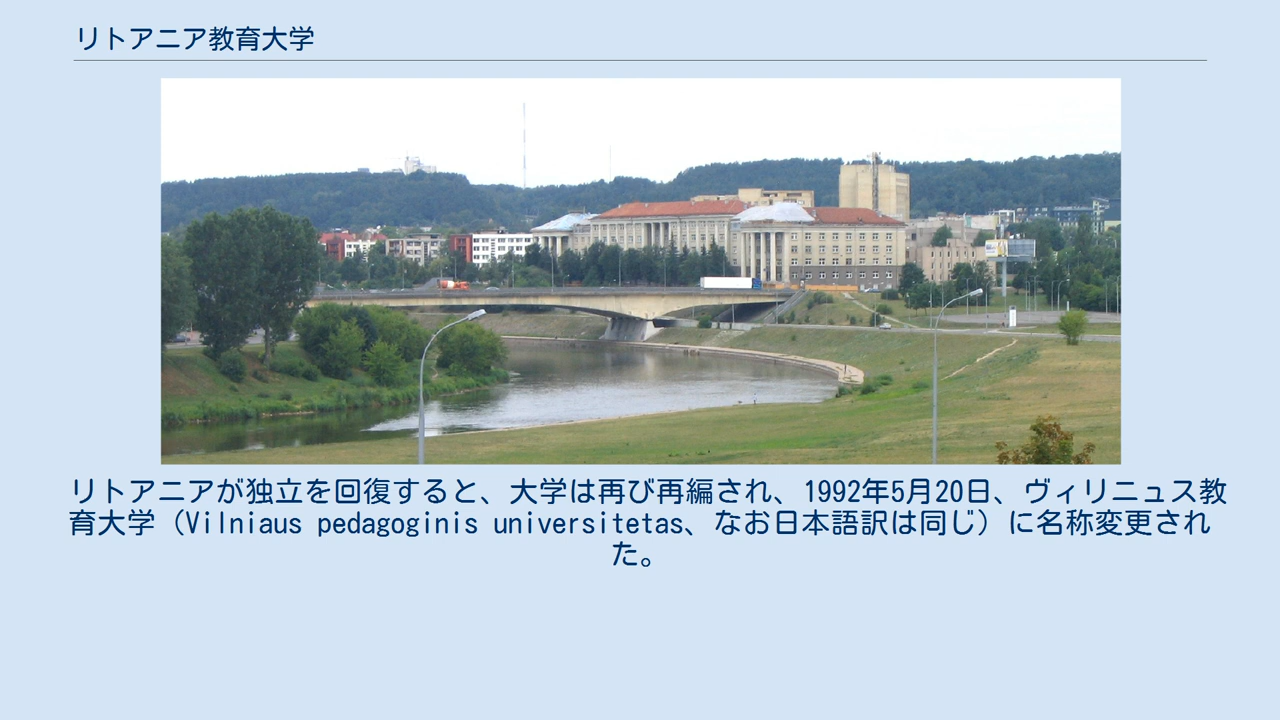 リトアニア教育大学
リトアニアが独立を回復すると、大学は再び再編され、1992年5月20日、ヴィリニュス教
育大学（Vilniaus pedagoginis universitetas、なお日本語訳は同じ）に名称変更され
た。